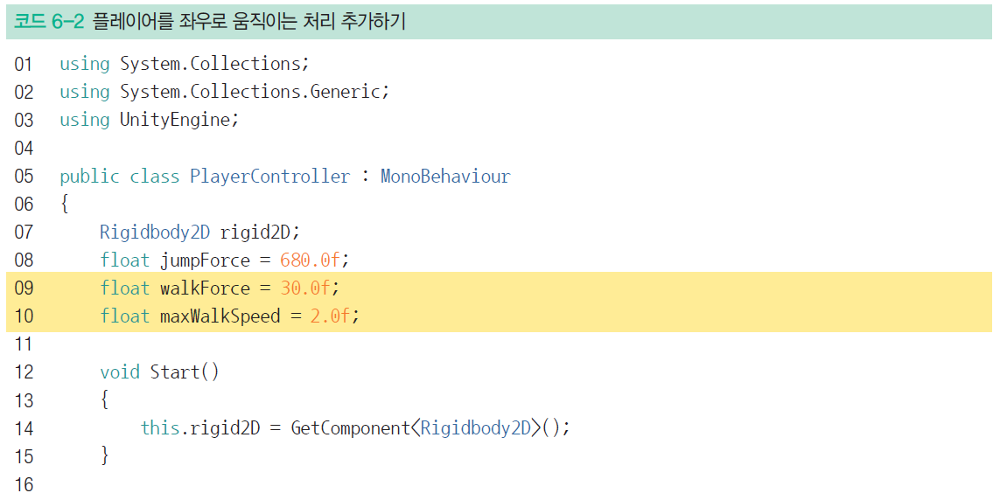 코드 6-2 플레이어를 좌우로 움직이는 처리 추가하기
01 using System.Collections;
02 using System.Collections.Generic;
03 using UnityEngine;
04
05 public class PlayerController : MonoBehaviour
06 {
07     Rigidbody2D rigid2D;
08     float jumpForce = 680.0f;
09     float walkForce = 30.0f;
10     float maxWalkSpeed = 2.0f;
11
12     void Start()
13     {
14         this.rigid2D = GetComponent<Rigidbody2D>();
15     }
16